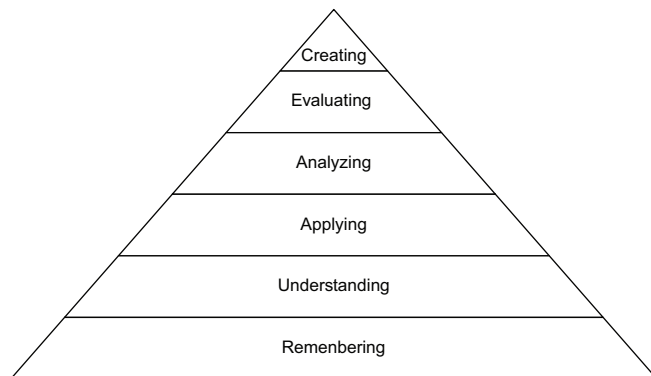 Creating
Evaluating
Analyzing
Applying
Understanding
Remenbering